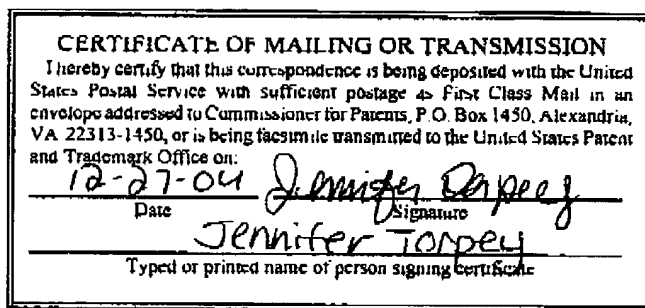 CERTIFICATE OF MAILING OR TRANSMISSION
I hereby certify that this correspondence is being deposited with the United
States Postal Service with sufficient postage as First Class Mail in an
envelope addressed to Commissioner for Patents, P.O. Box 1450, Alexandria,
VA 22313-1450, or is being facsimile transmitted to the United States Patent
and Trademark Office on:
12-27-04 Jennifer Torpey
Date Signature
Jennifer Torpey
Typed or printed name of person signing certificate